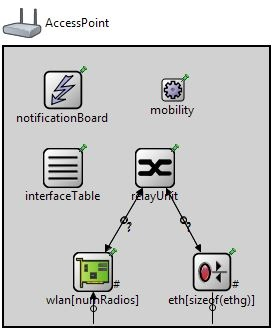 AccessPoint
notificationBoard
mobility
interfaceTable
relayUnit
?
?
#
#
wlan[numRadios]
eth[sizeof(ethg)]